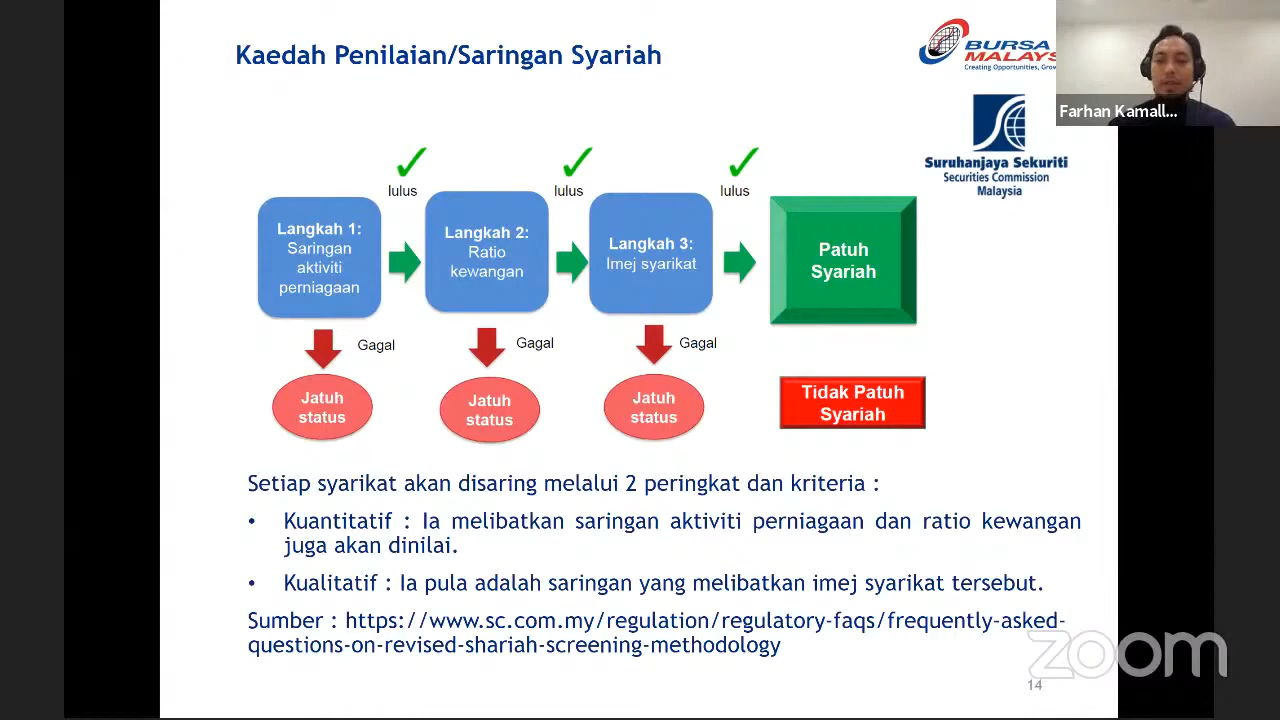 Kaedah Penilaian/Saringan Syariah
BURSA
MALAYS
Creating Opportunities, Grow
Farhan Kamall...
Suruhanjaya Sekuriti
Securities Commission
Malaysia
lulus
lulus
lulus
Langkah 1:
Saringan
aktiviti
perniagaan
Langkah 2:
Ratio
kewangan
Langkah 3:
Imej syarikat
Patuh
Syariah
Gagal
Gagal
Gagal
Jatuh
status
Jatuh
status
Jatuh
status
Tidak Patuh
Syariah
Setiap syarikat akan disaring melalui 2 peringkat dan kriteria :
• Kuantitatif : Ia melibatkan saringan aktiviti perniagaan dan ratio kewangan
juga akan dinilai.
• Kualitatif : Ia pula adalah saringan yang melibatkan imej syarikat tersebut.
Sumber : https://www.sc.com.my/regulation/regulatory-faqs/frequently-asked-
questions-on-revised-shariah-screening-methodology
zoom
14